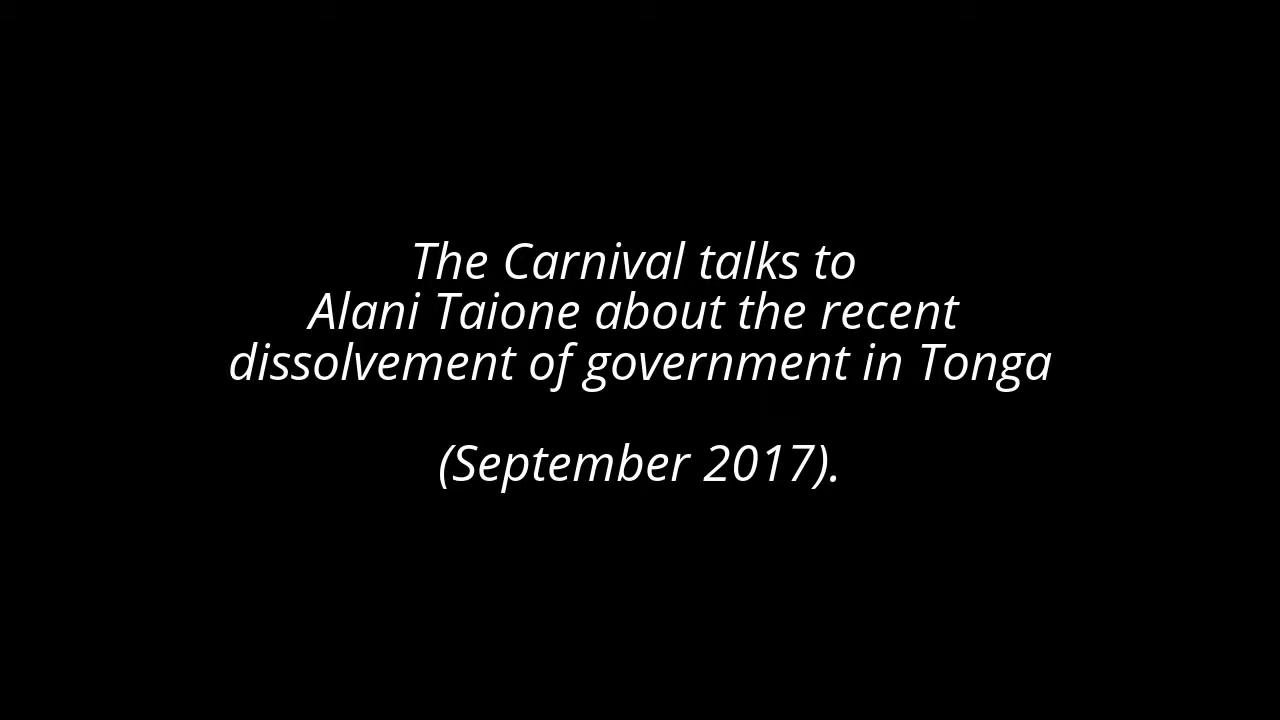 The Carnival talks to
Alani Taione about the recent
dissolvement of government in Tonga
(September 2017).